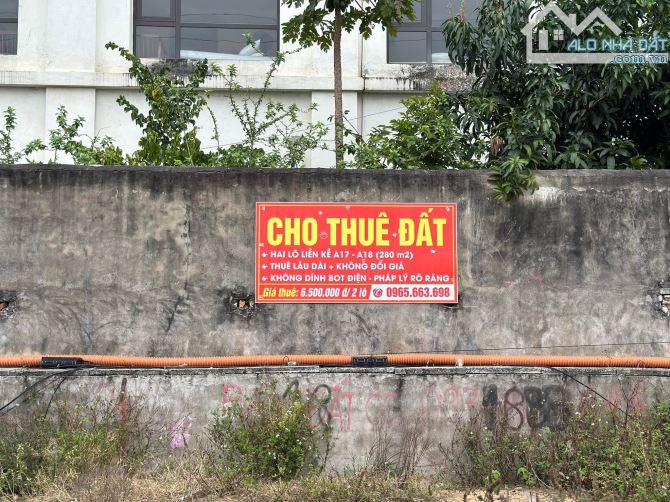 ALO NHÀ ĐẤT
.com.vn
CHO THUÊ ĐẤT
HAI LÔ LIỀN KỀ A17 - A18 (280 m2)
THUÊ LÂU DÀI + KHÔNG ĐỔI GIÁ
KHÔNG DÍNH BOT ĐIỆN - PHÁP LÝ RÕ RÀNG
Giá thuê: 6.500.000 đ/ 2 lô 0965.663.698